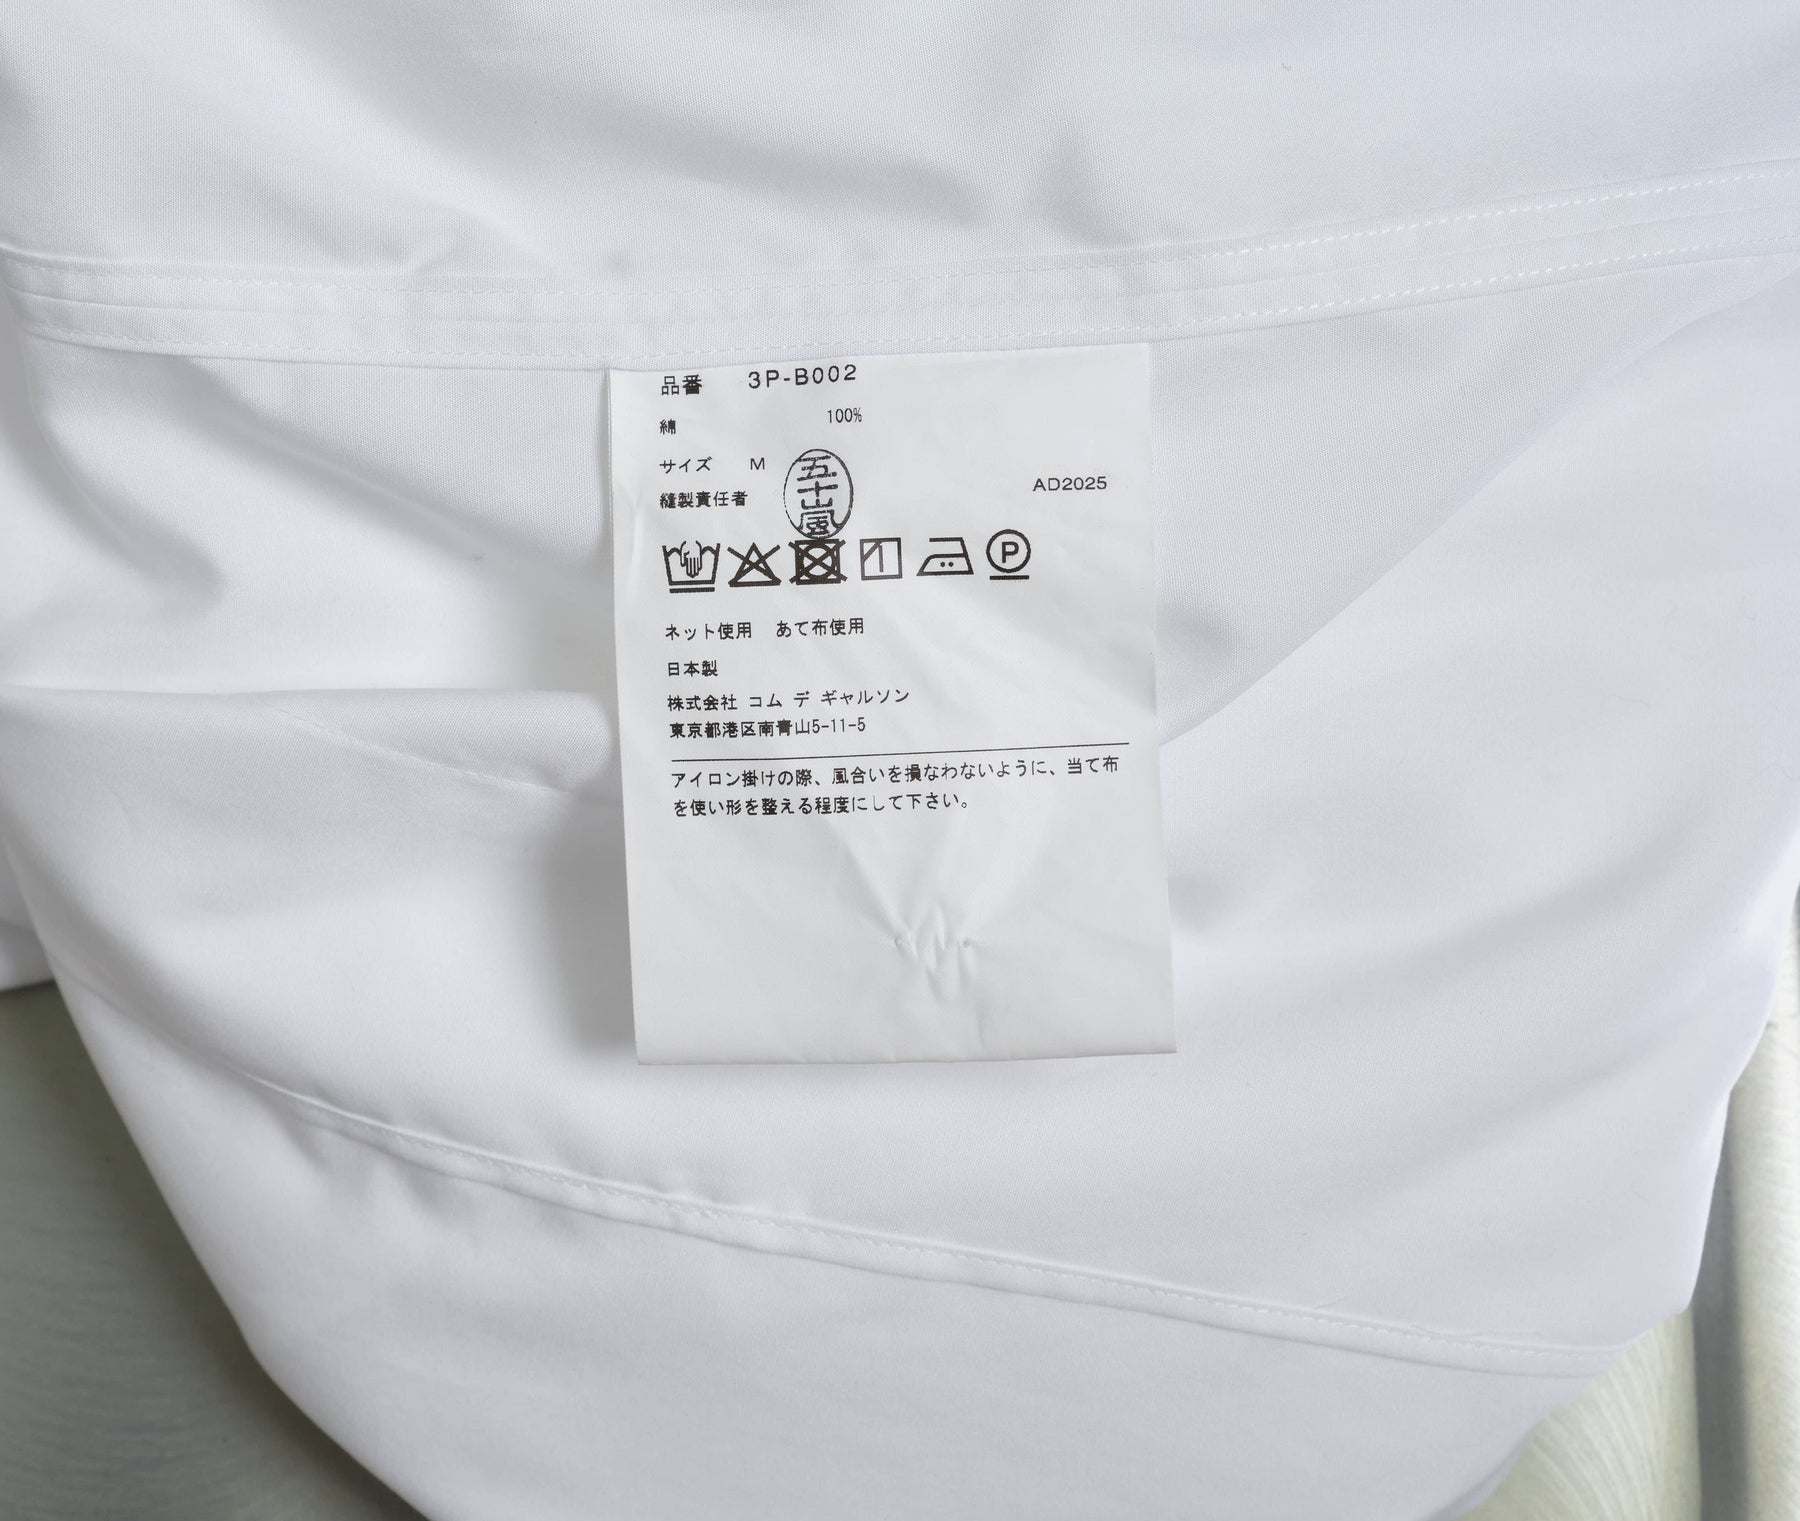 品番 3P-B002
綿 100%
サイズ M
縫製責任者 五十嵐
AD2025
ネット使用 あて布使用
日本製
株式会社 コム デ ギャルソン
東京都港区南青山5-11-5
アイロン掛けの際、風合いを損なわないように、当て布
を使い形を整える程度にして下さい。